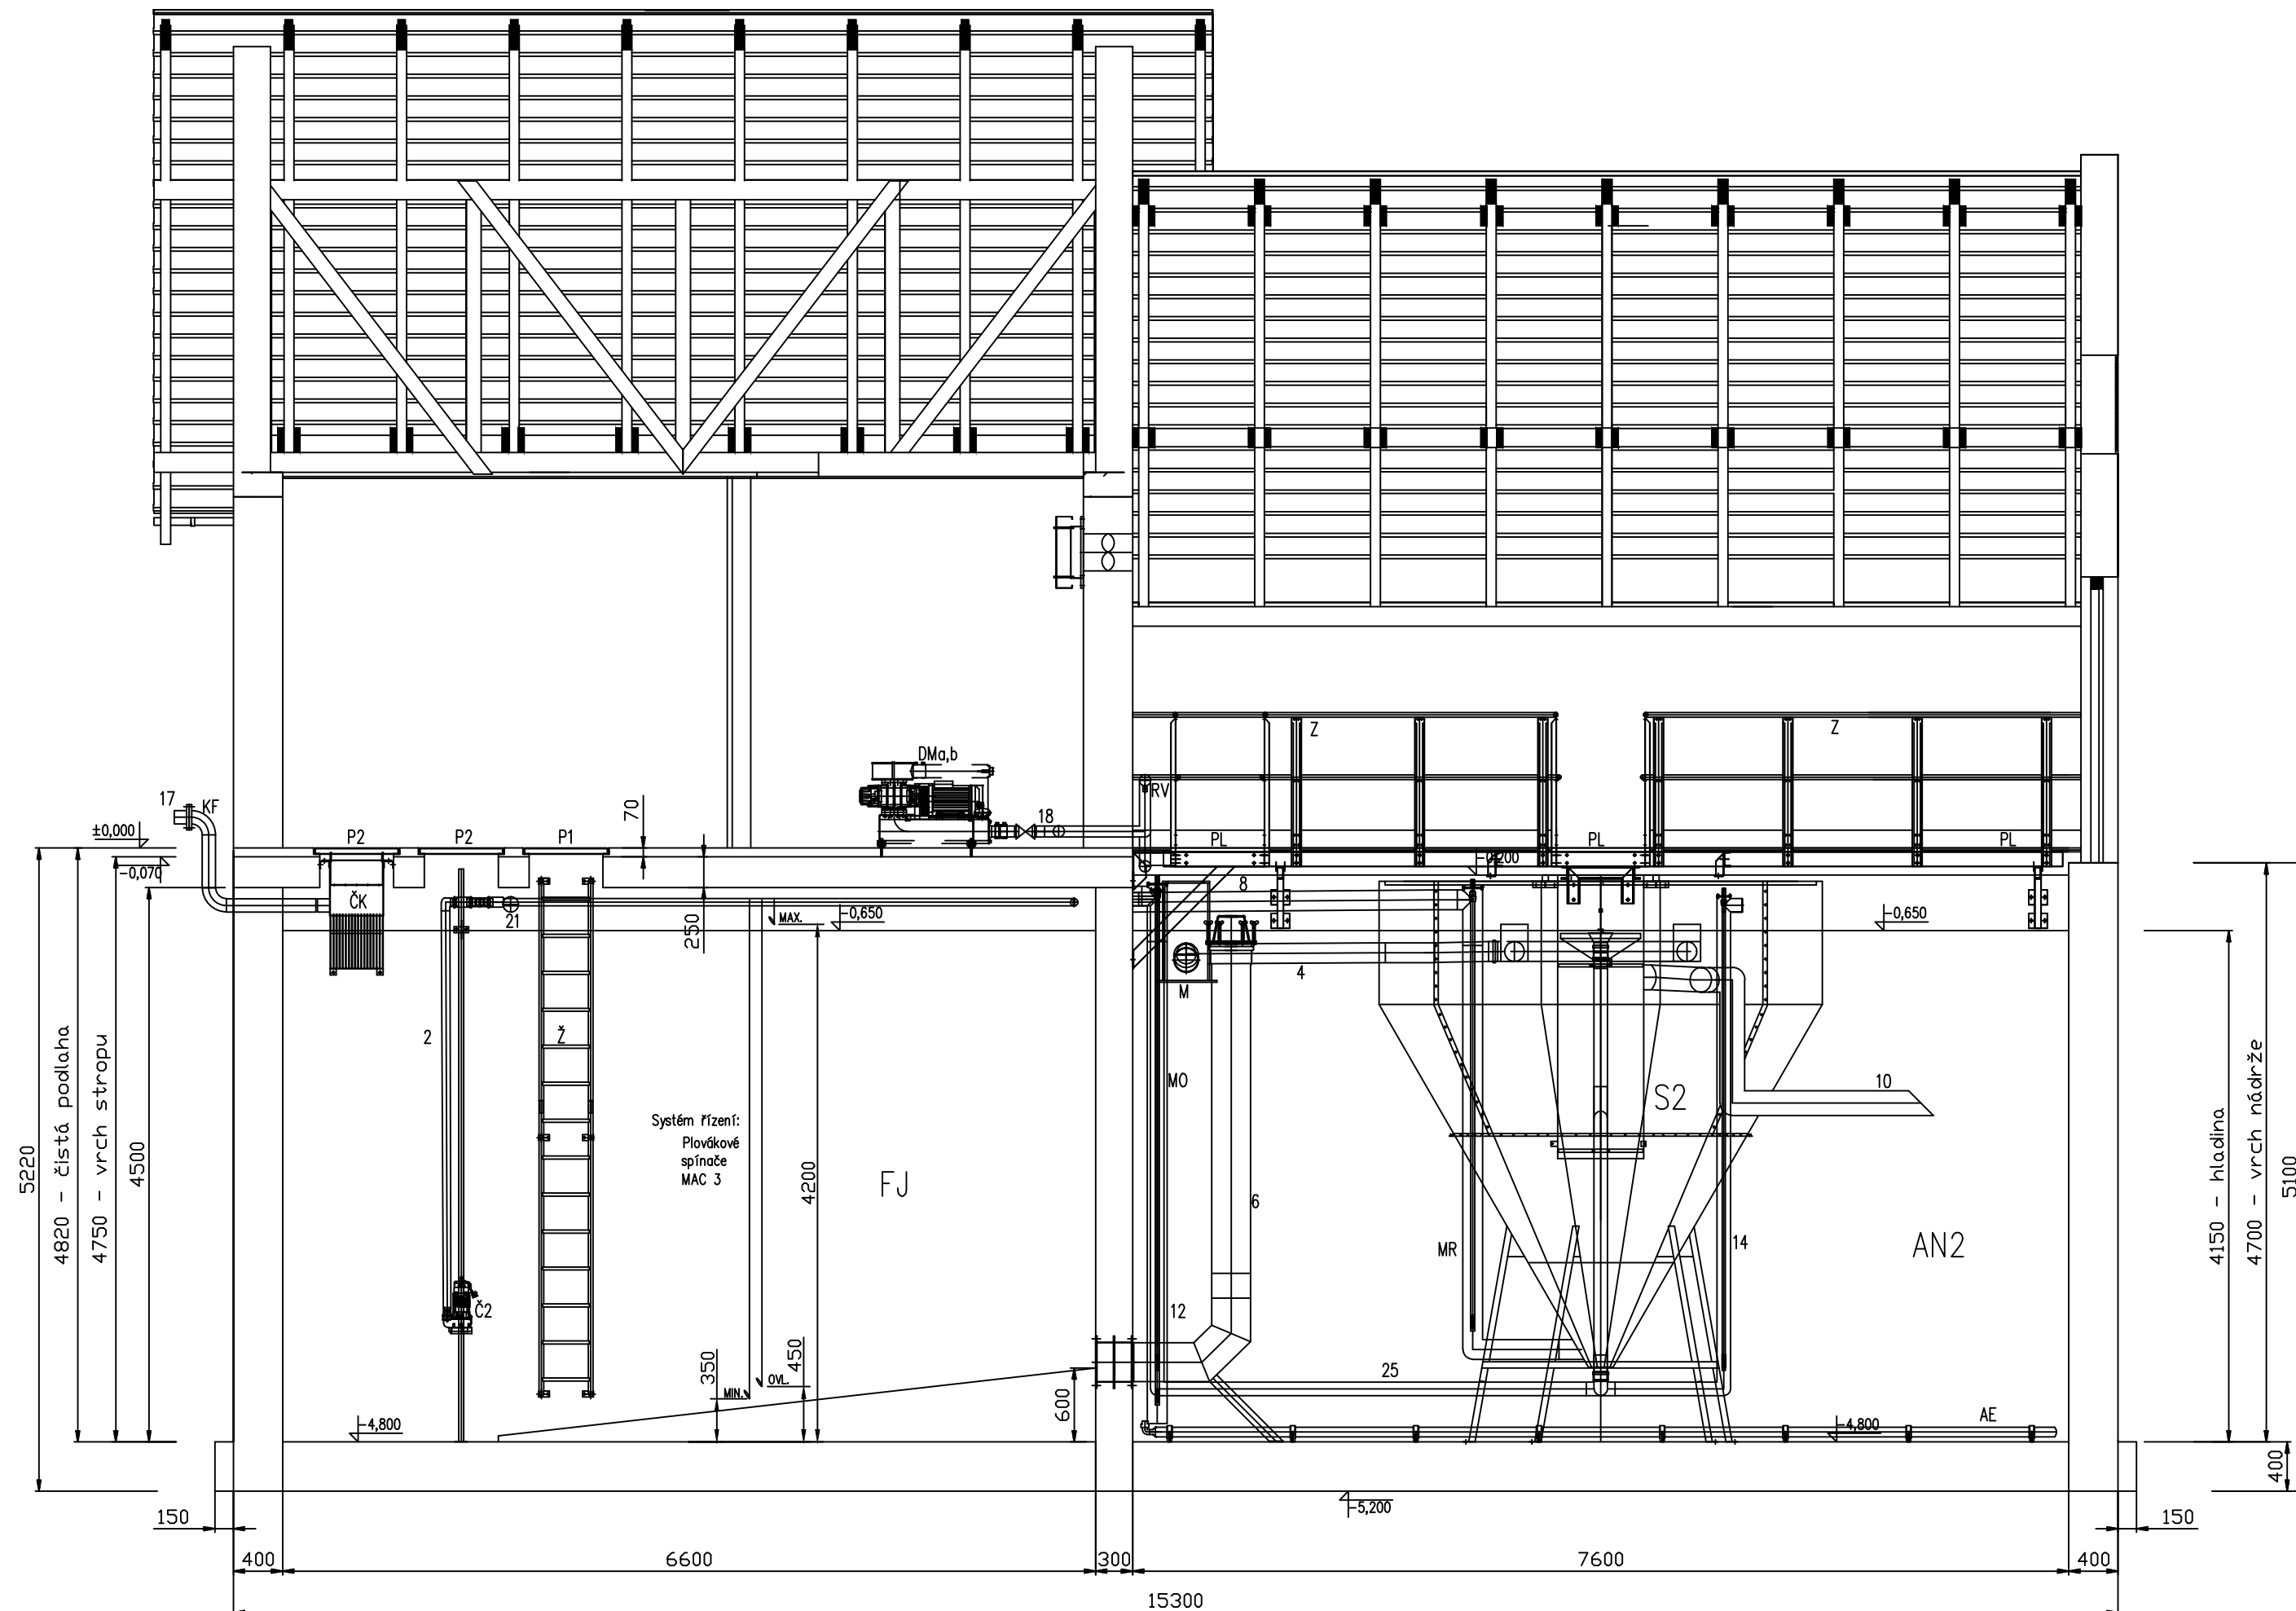 DMa,b
Z
Z
17
KF
RV
18
70
±0,000
P2
P2
P1
PL
PL
PL
-0,070
-0,200
ČK
8
21
MAX.
-0,650
-0,650
250
4
M
2
Ž
MO
10
S2
Systém řízení:
Plovákové
spínače
MAC 3
4200
FJ
6
MR
14
AN2
5220
4820 - čistá podlaha
4750 - vrch stropu
4500
4150 - hladina
4700 - vrch nádrže
5100
Č2
12
350
MIN.
OVL.
450
600
25
AE
-4,800
-4,800
400
-5,200
150
150
400
6600
300
7600
400
15300